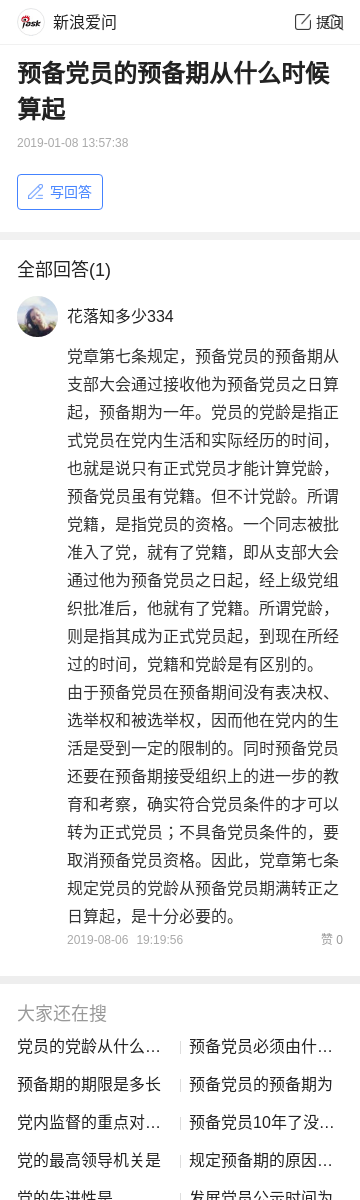 新浪爱问
提问
预备党员的预备期从什么时候
算起
2019-01-08 13:57:38
写回答
全部回答(1)
花落知多少334
党章第七条规定，预备党员的预备期从
支部大会通过接收他为预备党员之日算
起，预备期为一年。党员的党龄是指正
式党员在党内生活和实际经历的时间，
也就是说只有正式党员才能计算党龄，
预备党员虽有党籍。但不计党龄。所谓
党籍，是指党员的资格。一个同志被批
准入了党，就有了党籍，即从支部大会
通过他为预备党员之日起，经上级党组
织批准后，他就有了党籍。所谓党龄，
则是指其成为正式党员起，到现在所经
过的时间，党籍和党龄是有区别的。
由于预备党员在预备期间没有表决权、
选举权和被选举权，因而他在党内的生
活是受到一定的限制的。同时预备党员
还要在预备期接受组织上的进一步的教
育和考察，确实符合党员条件的才可以
转为正式党员；不具备党员条件的，要
取消预备党员资格。因此，党章第七条
规定党员的党龄从预备党员期满转正之
日算起，是十分必要的。
2019-08-06 19:19:56 赞 0
大家还在搜
党员的党龄从什么… 预备党员必须由什…
预备期的期限是多长 预备党员的预备期为
党内监督的重点对… 预备党员10年了没…
党的最高领导机关是 规定预备期的原因…
党的先进性是 发展党员公示时间为